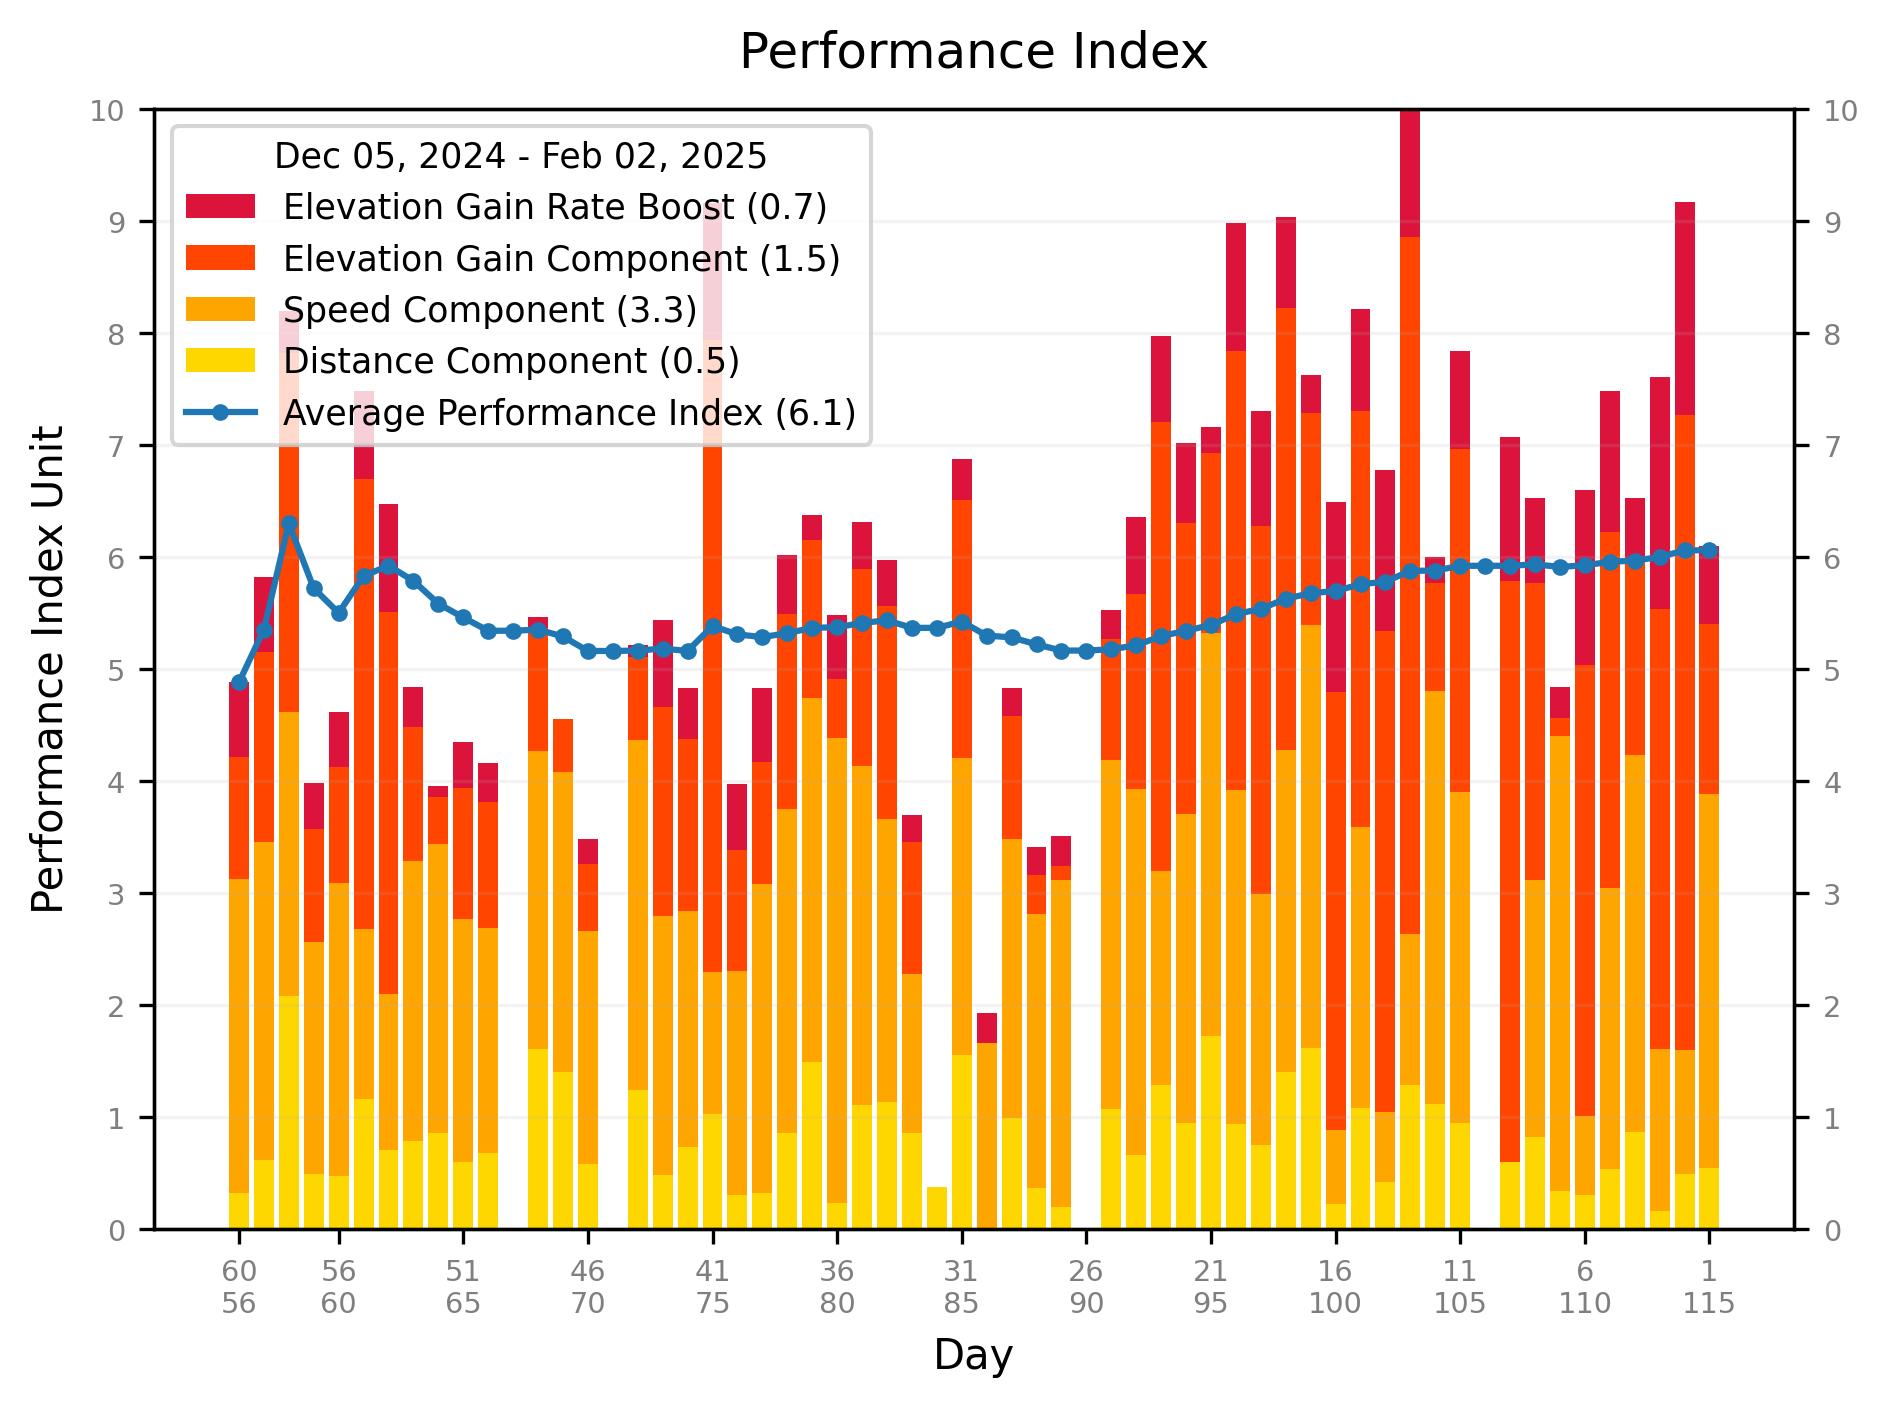 Performance Index
Dec 05, 2024 - Feb 02, 2025
Elevation Gain Rate Boost (0.7)
Elevation Gain Component (1.5)
Speed Component (3.3)
Distance Component (0.5)
Average Performance Index (6.1)
Performance Index Unit
10 10
9 9
8 8
7 7
6 6
5 5
4 4
3 3
2 2
1 1
0 0
60 56 51 46 41 36 31 26 21 16 11 6 1
56 60 65 70 75 80 85 90 95 100 105 110 115
Day